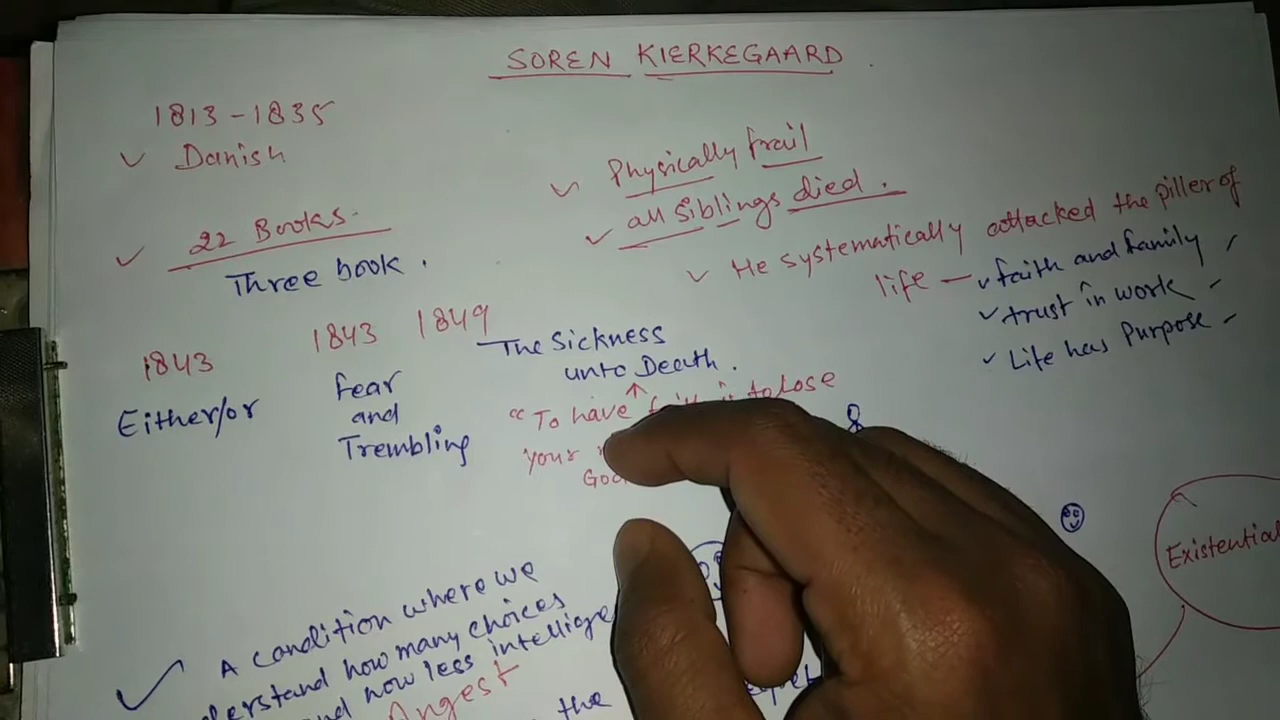 SOREN KIERKEGAARD
1813-1835
Danish
22 Books.
Three book.
1843
Either/or
1843
fear
and
Trembling
1849
The Sickness
unto Death.
"To have it to Lose
your
God
Physically frail
all Siblings died.
He systematically attacked the piller of
life - faith and family
trust in work
Life has Purpose
&
Existential
A condition where we
derstand how many choices
and how less intellige
Angest
the